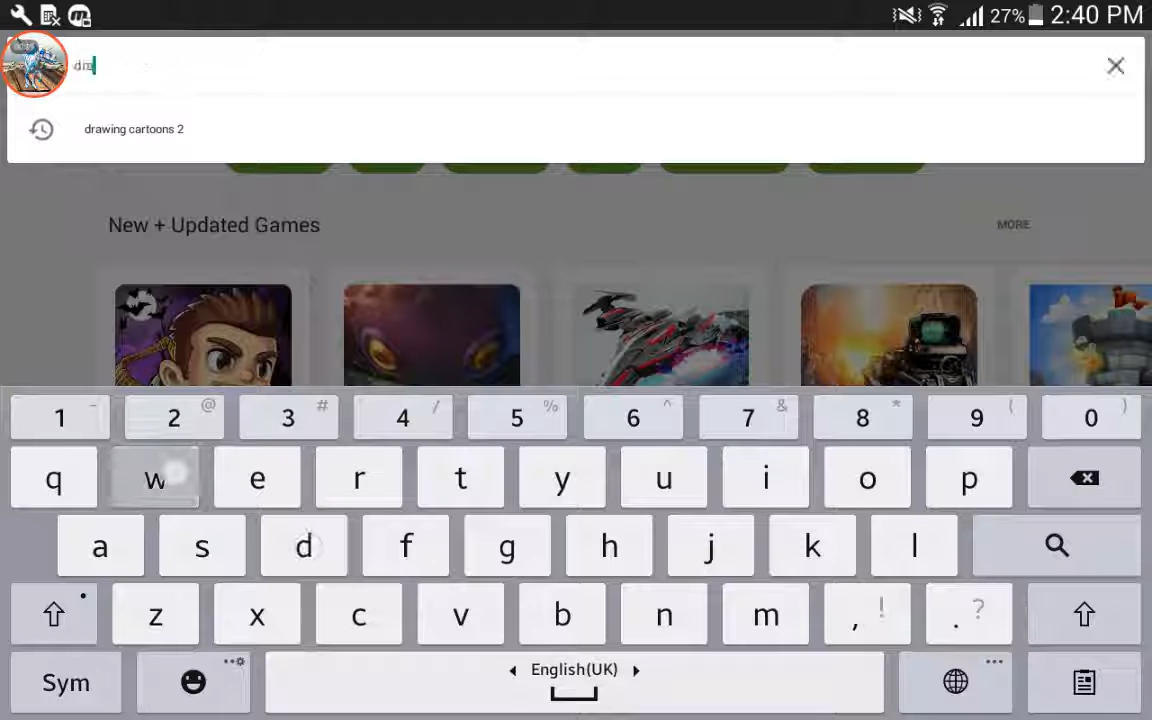 27% 2:40 PM
drawing cartoons 2
New + Updated Games
MORE
1 - 2 @ 3 # 4 / 5 % 6 ^ 7 & 8 * 9 ( 0 )
q w e r t y u i o p
a s d f g h j k l
z x c v b n m , ! . ?
Sym English(UK)